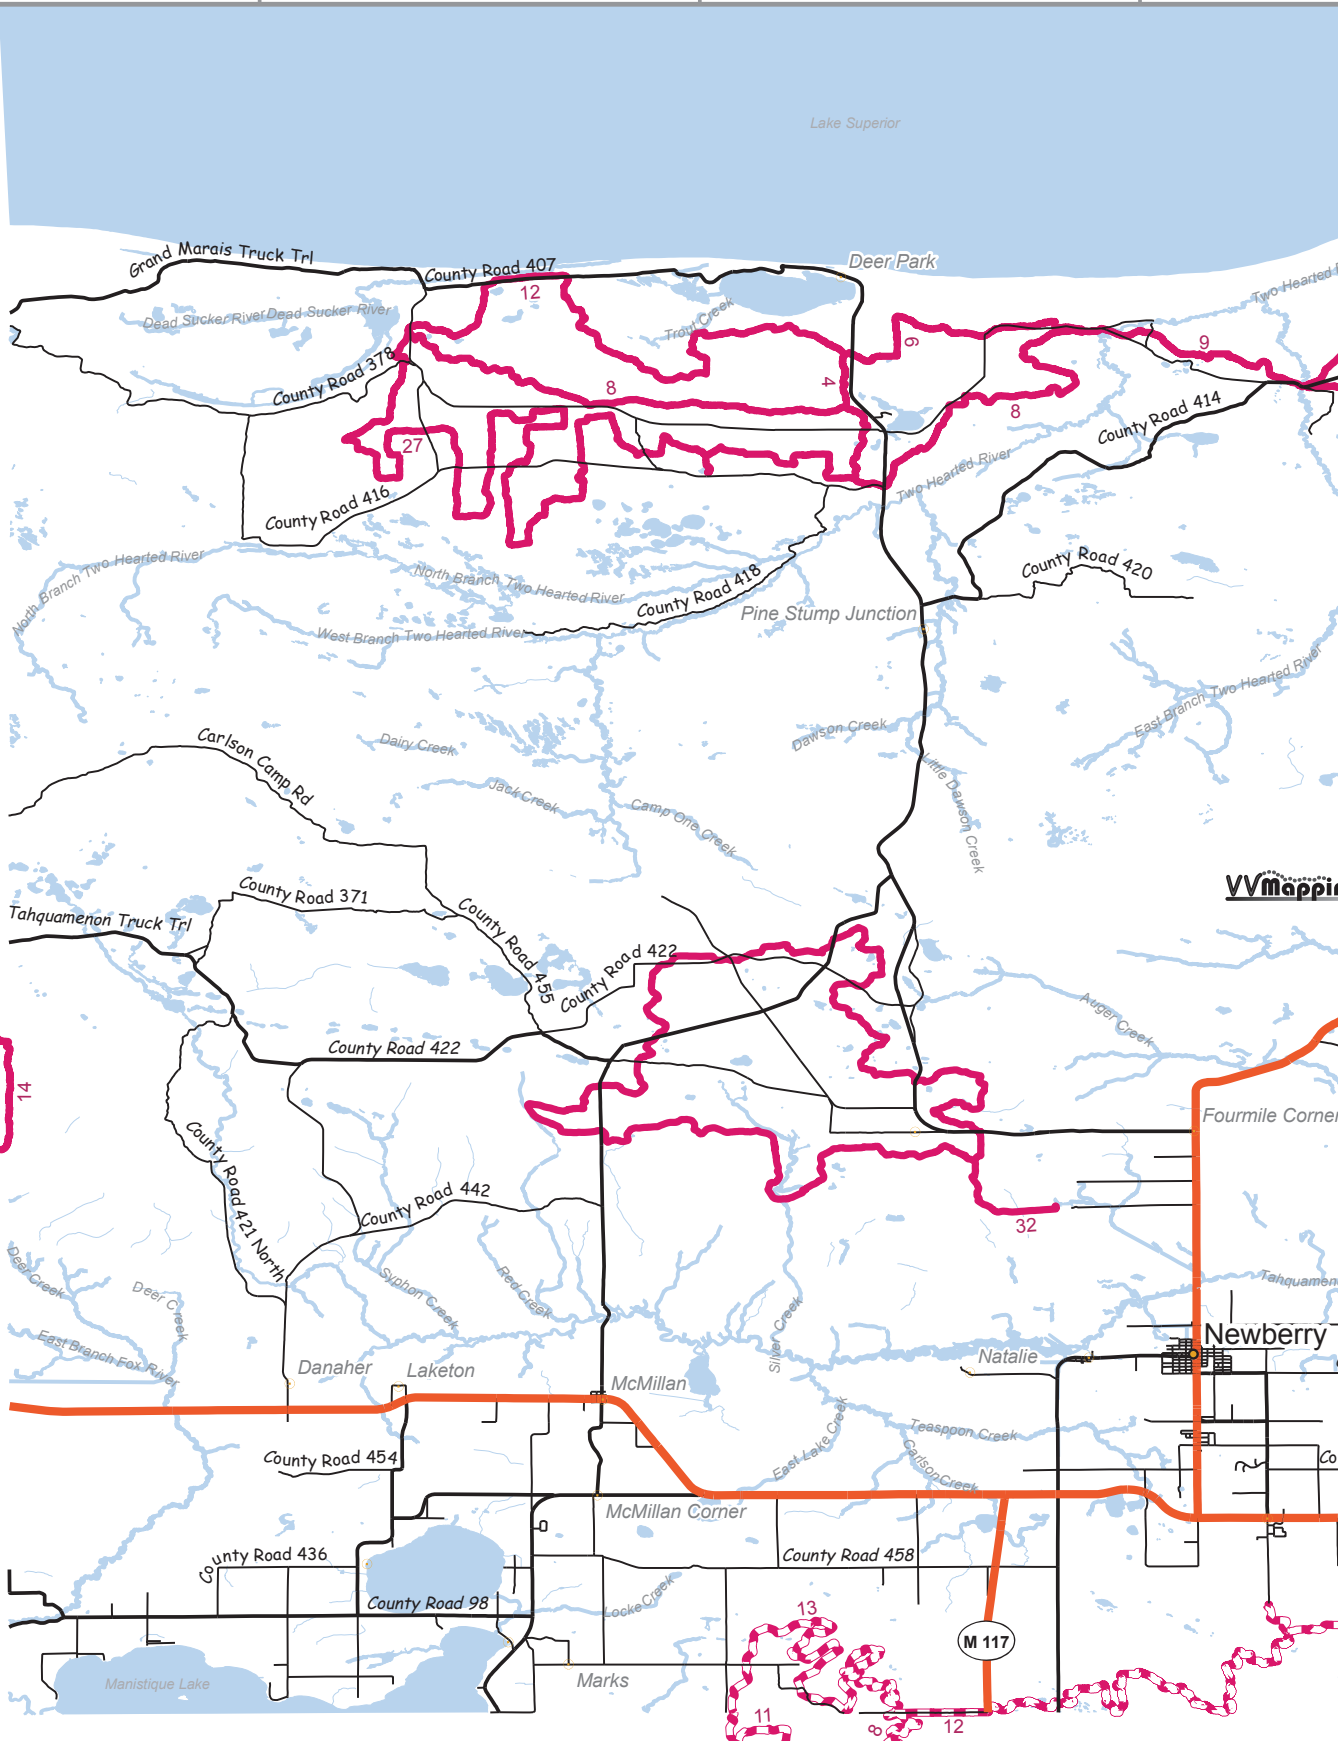 Lake Superior
Grand Marais Truck Trl
County Road 407
Deer Park
Two Hearted
12
Dead Sucker River
Dead Sucker River
Trout Creek
9
9
County Road 378
8
4
8
County Road 414
27
County Road 416
Two Hearted River
North Branch Two Hearted River
North Branch Two Hearted River
County Road 418
County Road 420
Pine Stump Junction
West Branch Two Hearted River
East Branch Two Hearted River
Dawson Creek
Dairy Creek
Carlson Camp Rd
Little Dawson Creek
Jack Creek
Camp One Creek
VVMappin
County Road 371
Tahquamenon Truck Trl
County Road 455
County Road 422
Auger Creek
County Road 422
14
Fourmile Corner
County Road 421 North
County Road 442
32
Deer Creek
Deer Creek
Syphon Creek
Red Creek
Tahquamen
Silver Creek
East Branch Fox River
Newberry
Danaher
Laketon
McMillan
Natalie
East Lake Creek
Teaspoon Creek
Carlson Creek
County Road 454
Co
McMillan Corner
County Road 436
County Road 458
County Road 98
Locke Creek
13
M 117
Marks
Manistique Lake
11
8
12